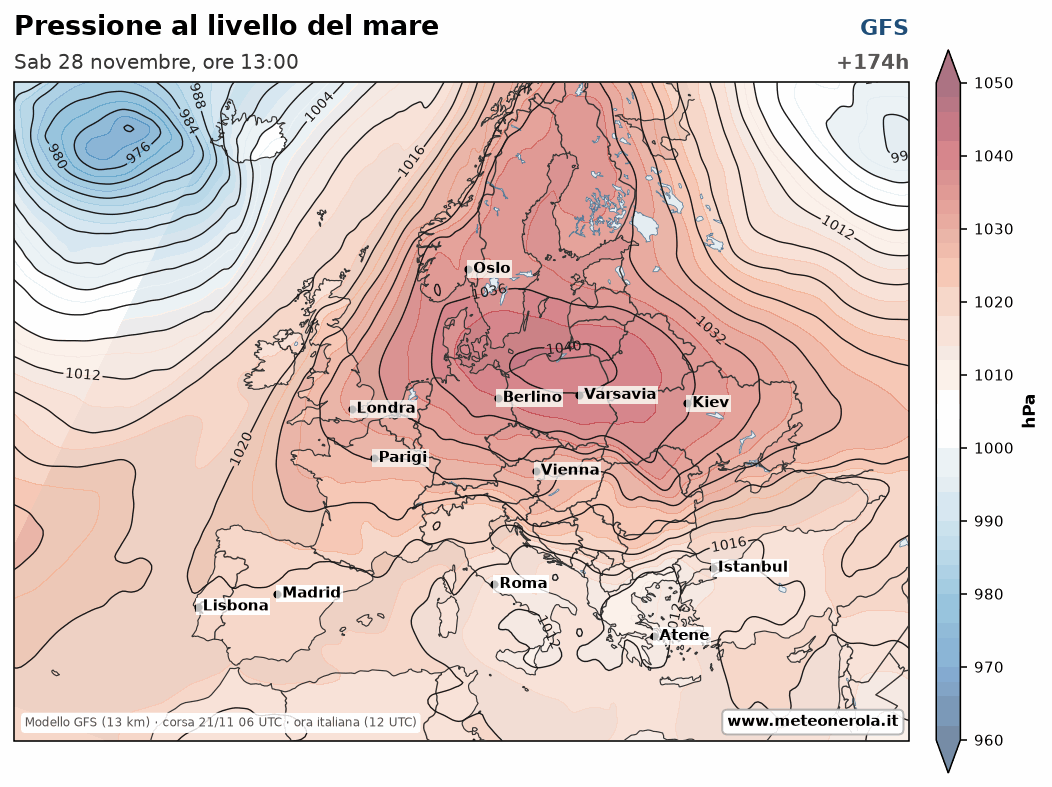 Pressione al livello del mare
GFS
Sab 28 novembre, ore 13:00
+174h
988
984
980
976
1004
1016
99
1012
1050
1040
1030
1020
1010
1000
990
980
970
960
hPa
Oslo
1036
1032
1040
1012
Berlino
Varsavia
Kiev
Londra
1020
Parigi
Vienna
1016
Istanbul
Roma
Madrid
Lisbona
Atene
Modello GFS (13 km) · corsa 21/11 06 UTC · ora italiana (12 UTC)
www.meteonerola.it